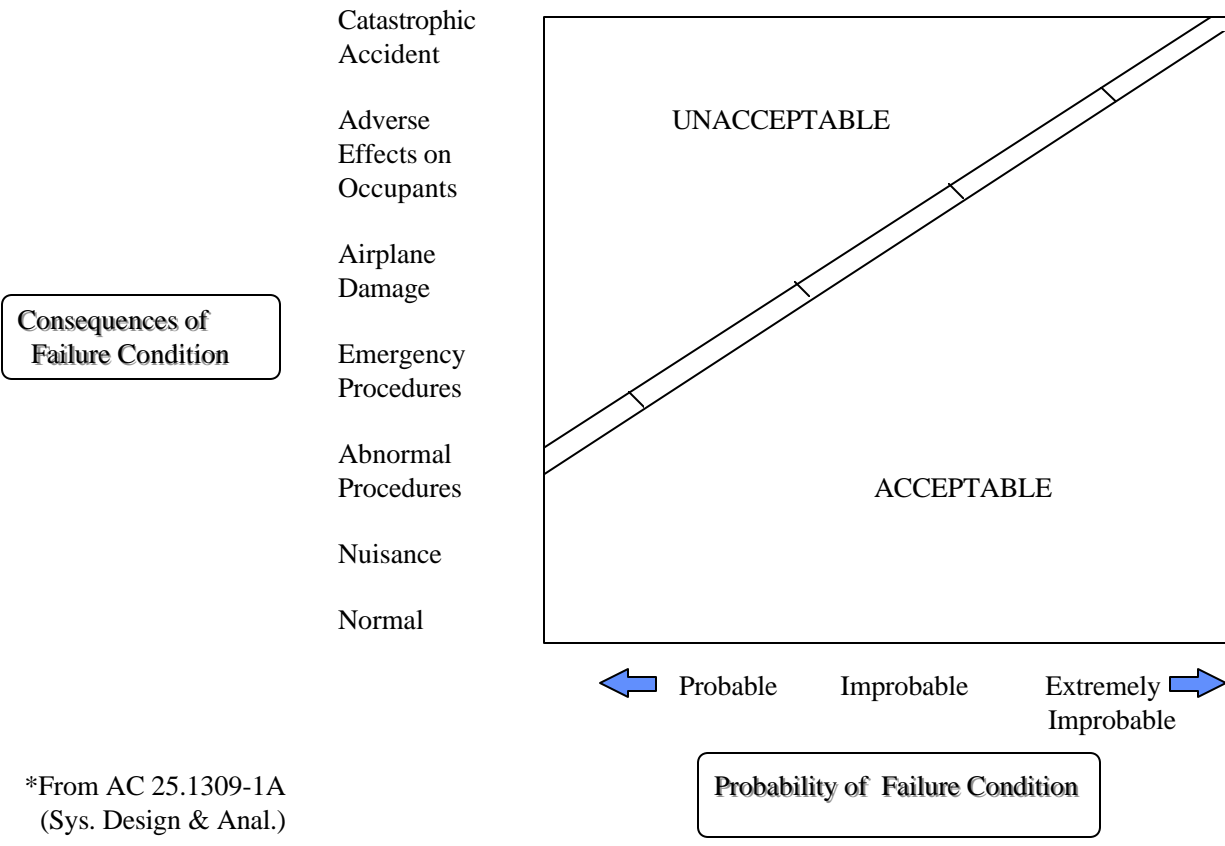 Catastrophic
Accident
Adverse
Effects on
Occupants
Airplane
Damage
Emergency
Procedures
Abnormal
Procedures
Nuisance
Normal
Consequences of
Failure Condition
UNACCEPTABLE
ACCEPTABLE
Probable Improbable Extremely
Improbable
Probability of Failure Condition
*From AC 25.1309-1A
(Sys. Design & Anal.)